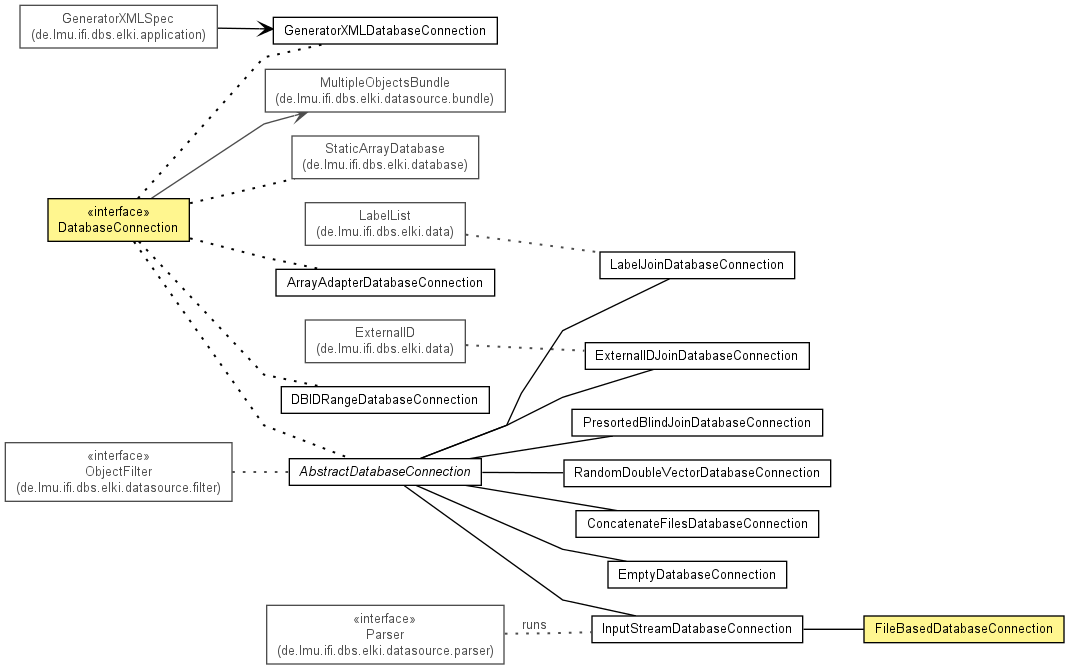 GeneratorXMLSpec
(de.lmu.ifi.dbs.elki.application)
GeneratorXMLDatabaseConnection
MultipleObjectsBundle
(de.lmu.ifi.dbs.elki.datasource.bundle)
StaticArrayDatabase
(de.lmu.ifi.dbs.elki.database)
«interface»
DatabaseConnection
LabelList
(de.lmu.ifi.dbs.elki.data)
LabelJoinDatabaseConnection
ArrayAdapterDatabaseConnection
ExternalID
(de.lmu.ifi.dbs.elki.data)
ExternalIDJoinDatabaseConnection
DBIDRangeDatabaseConnection
PresortedBlindJoinDatabaseConnection
«interface»
ObjectFilter
(de.lmu.ifi.dbs.elki.datasource.filter)
AbstractDatabaseConnection
RandomDoubleVectorDatabaseConnection
ConcatenateFilesDatabaseConnection
EmptyDatabaseConnection
«interface»
Parser
(de.lmu.ifi.dbs.elki.datasource.parser)
runs
InputStreamDatabaseConnection
FileBasedDatabaseConnection